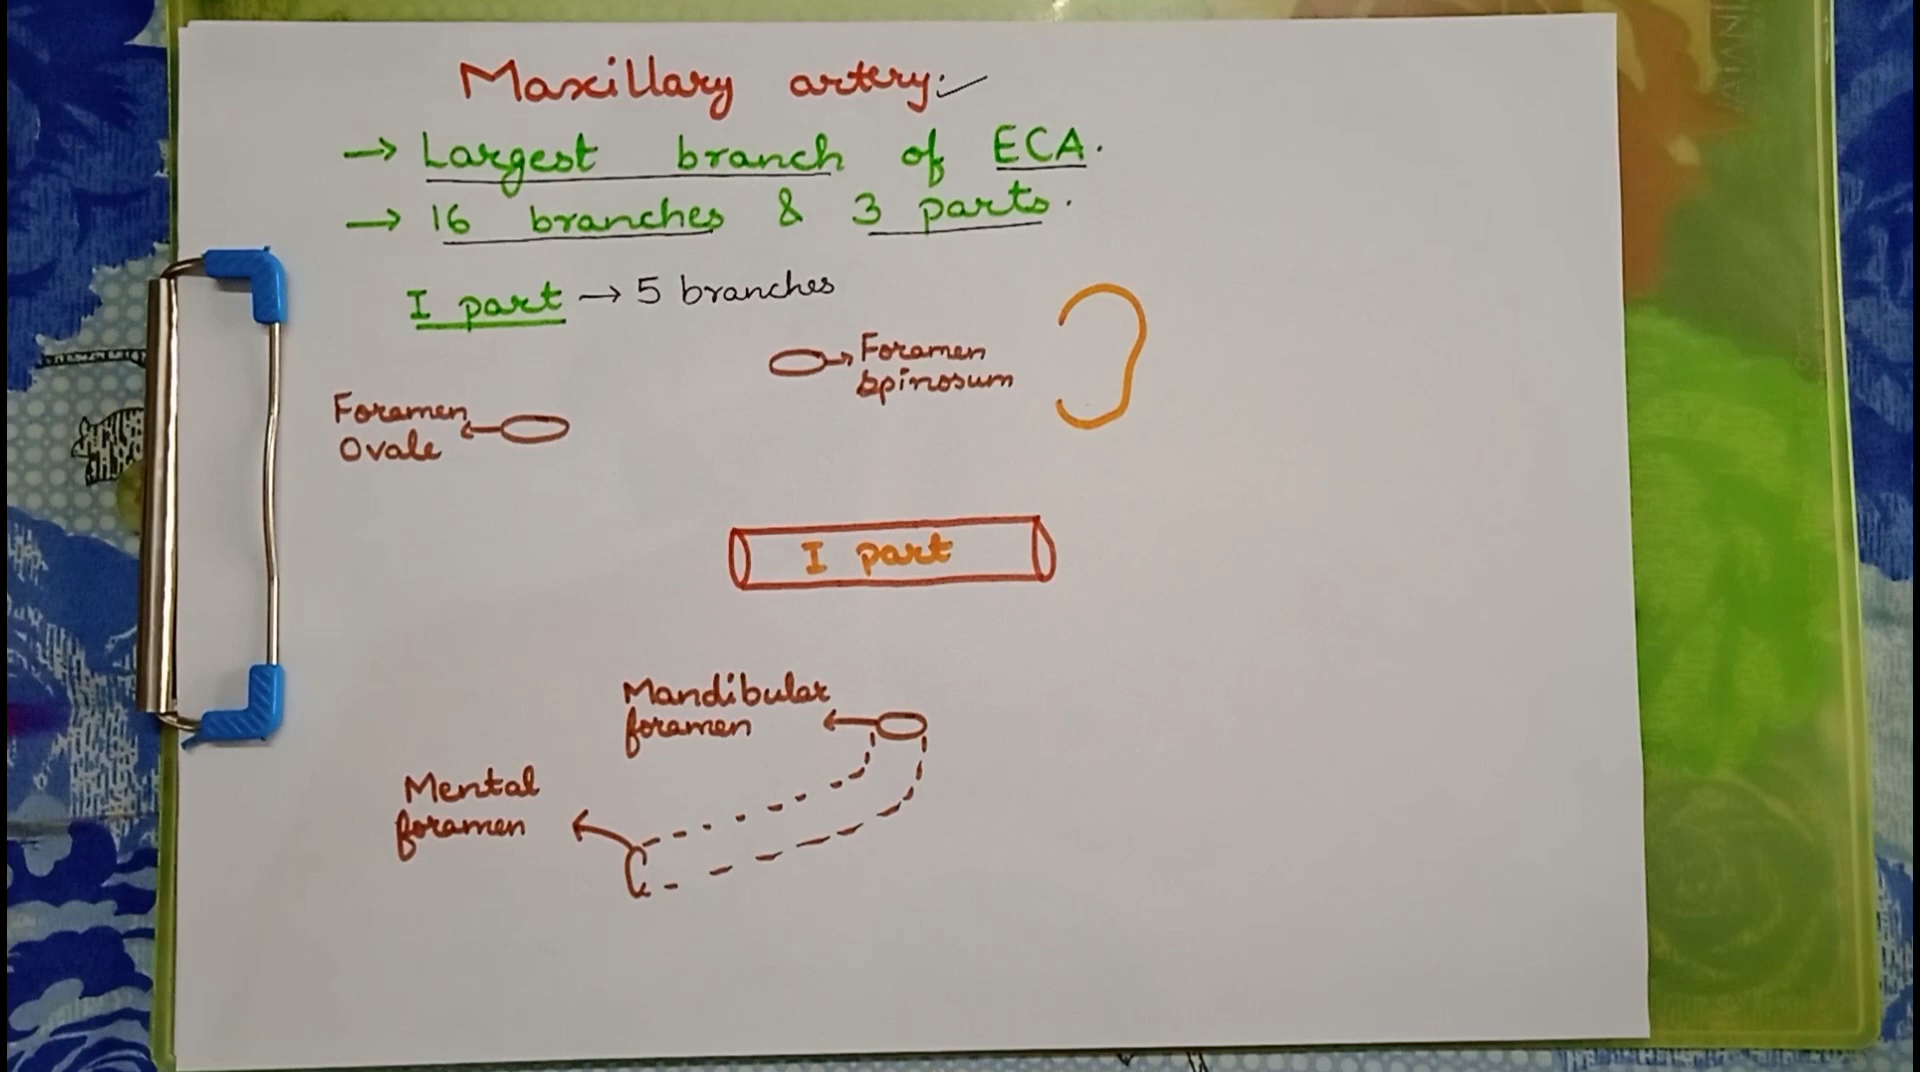 Maxillary artery:
→ Largest branch of ECA.
→ 16 branches & 3 parts.
I part → 5 branches
Foramen
spinosum
Foramen
Ovale
I part
Mandibular
foramen
Mental
foramen